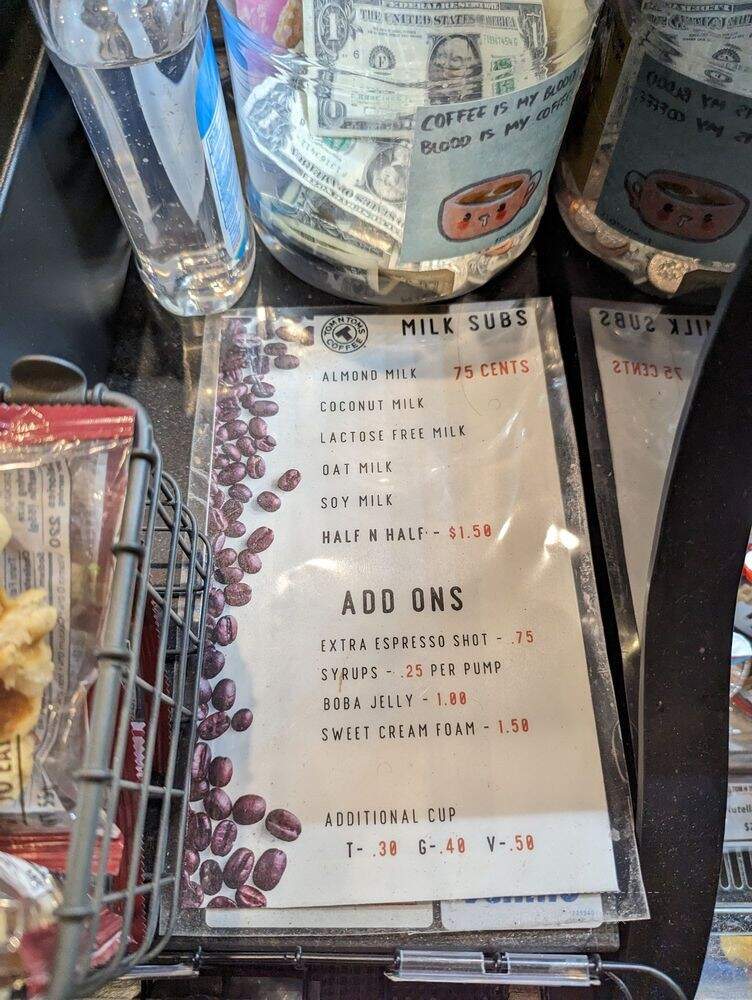 FEDERAL RESERVE NOTE
THE UNITED STATES
COFFEE IS MY BLOOD
BLOOD IS MY COFFEE
TOM N TOMS
COFFEE
MILK SUBS
ALMOND MILK 75 CENTS
COCONUT MILK
LACTOSE FREE MILK
OAT MILK
SOY MILK
HALF N HALF - $1.50
ADD ONS
EXTRA ESPRESSO SHOT - .75
SYRUPS - .25 PER PUMP
BOBA JELLY - 1.00
SWEET CREAM FOAM - 1.50
ADDITIONAL CUP
T- .30 G-.40 V-.50